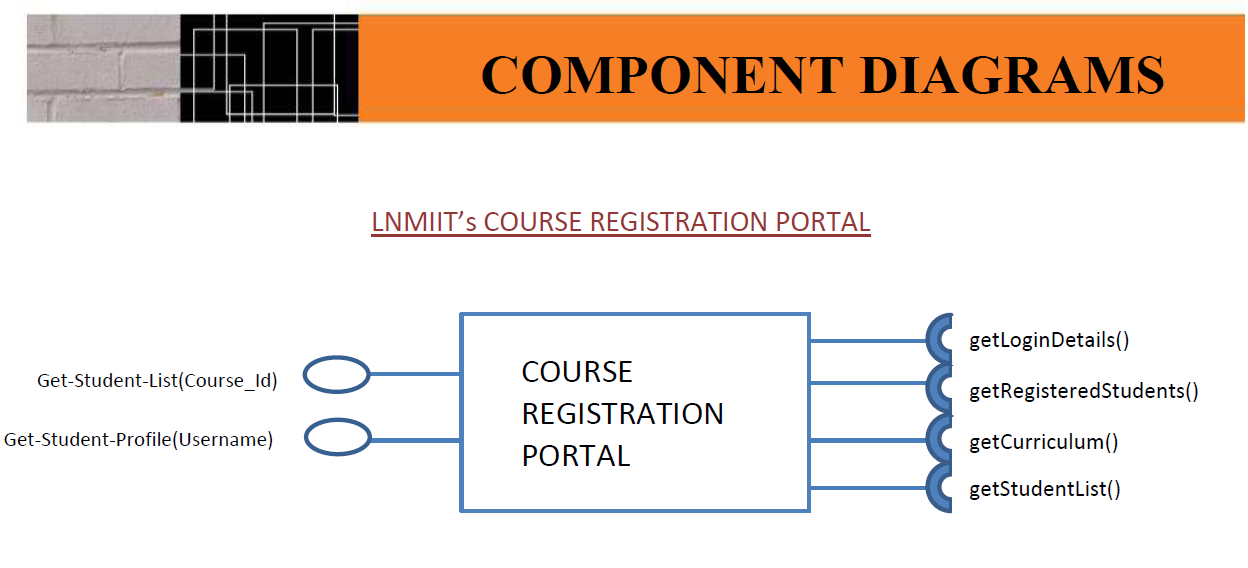 COMPONENT DIAGRAMS
LNMIIT’s COURSE REGISTRATION PORTAL
Get-Student-List(Course_Id)
Get-Student-Profile(Username)
COURSE
REGISTRATION
PORTAL
getLoginDetails()
getRegisteredStudents()
getCurriculum()
getStudentList()